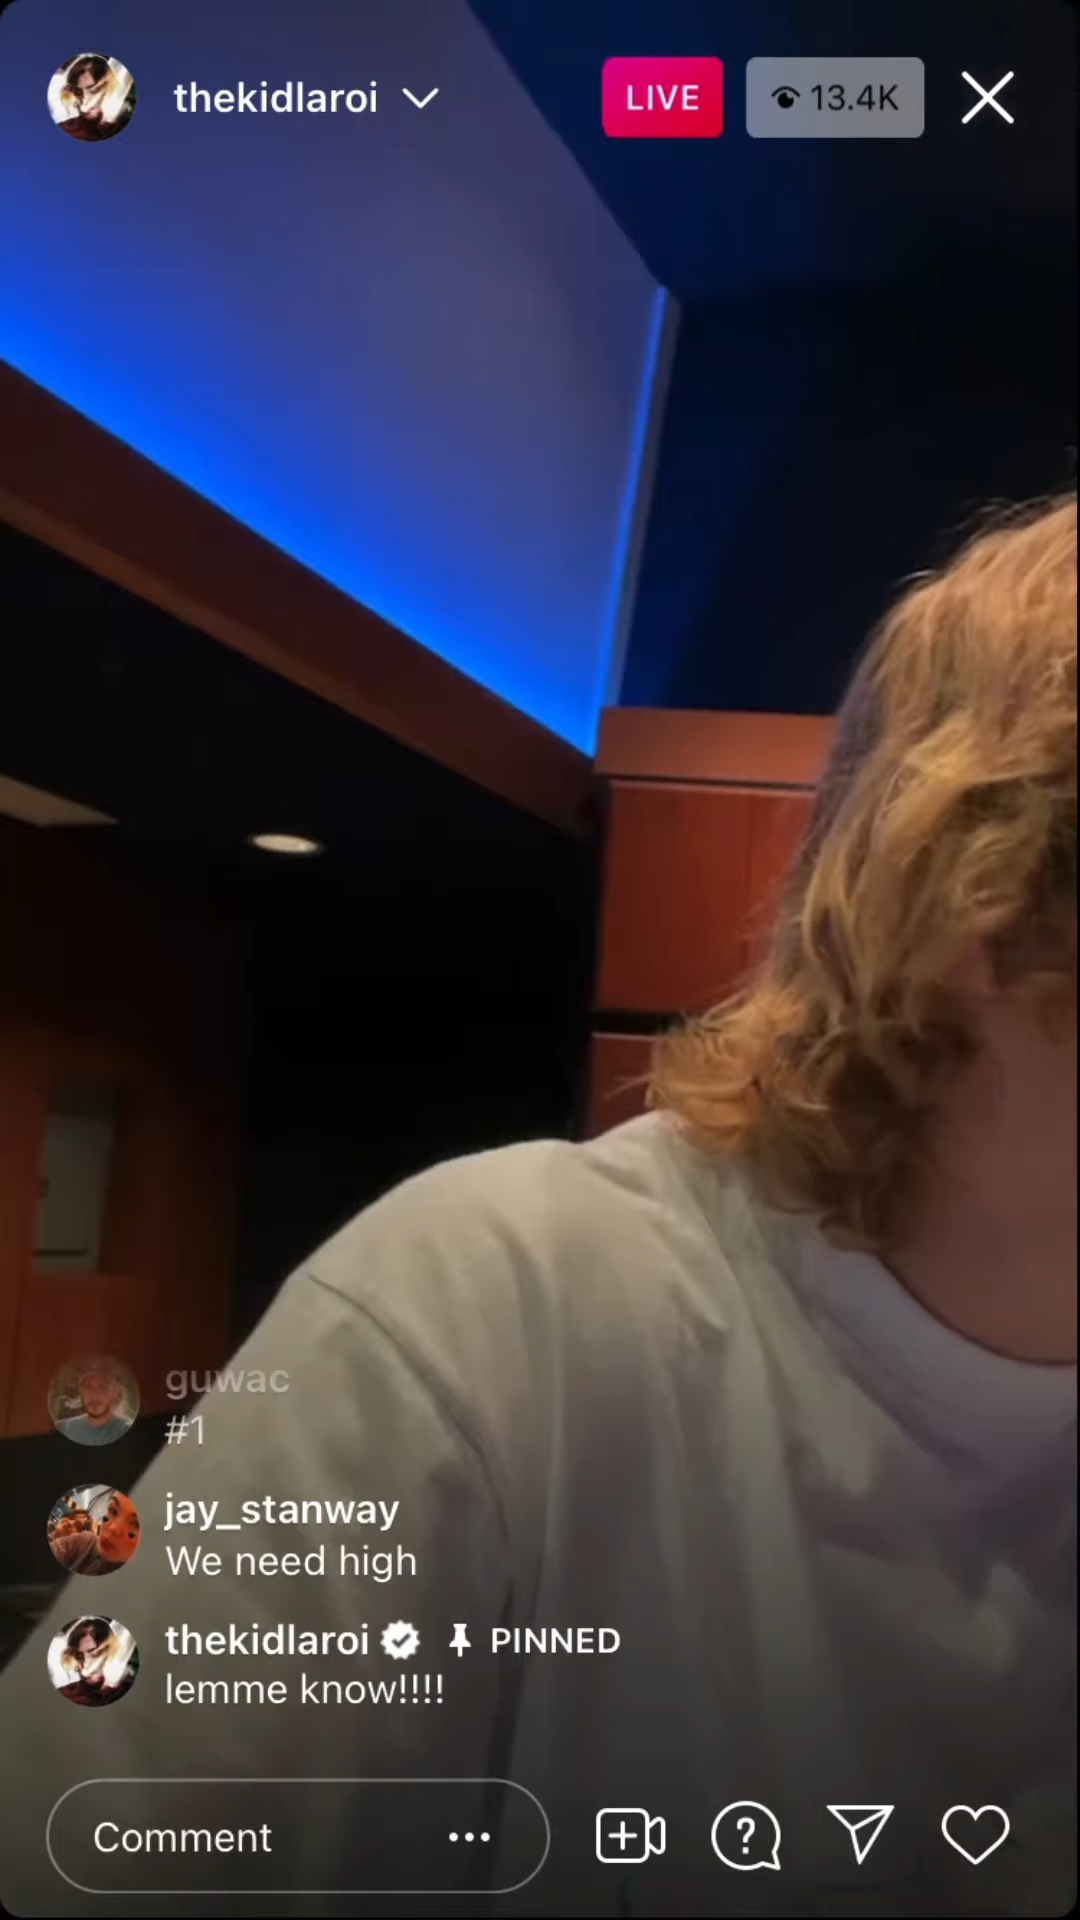 thekidlaroi
LIVE
13.4K
guwac
#1
jay_stanway
We need high
thekidlaroi PINNED
lemme know!!!!
Comment